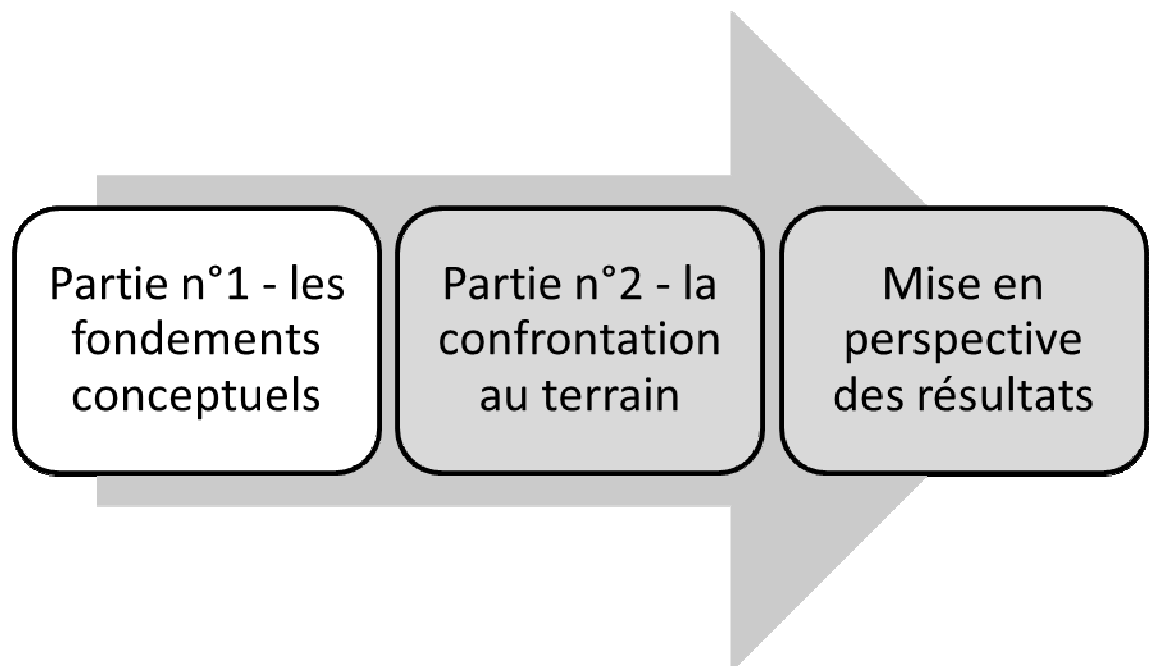 Partie n°1 - les
fondements
conceptuels
Partie n°2 - la
confrontation
au terrain
Mise en
perspective
des résultats